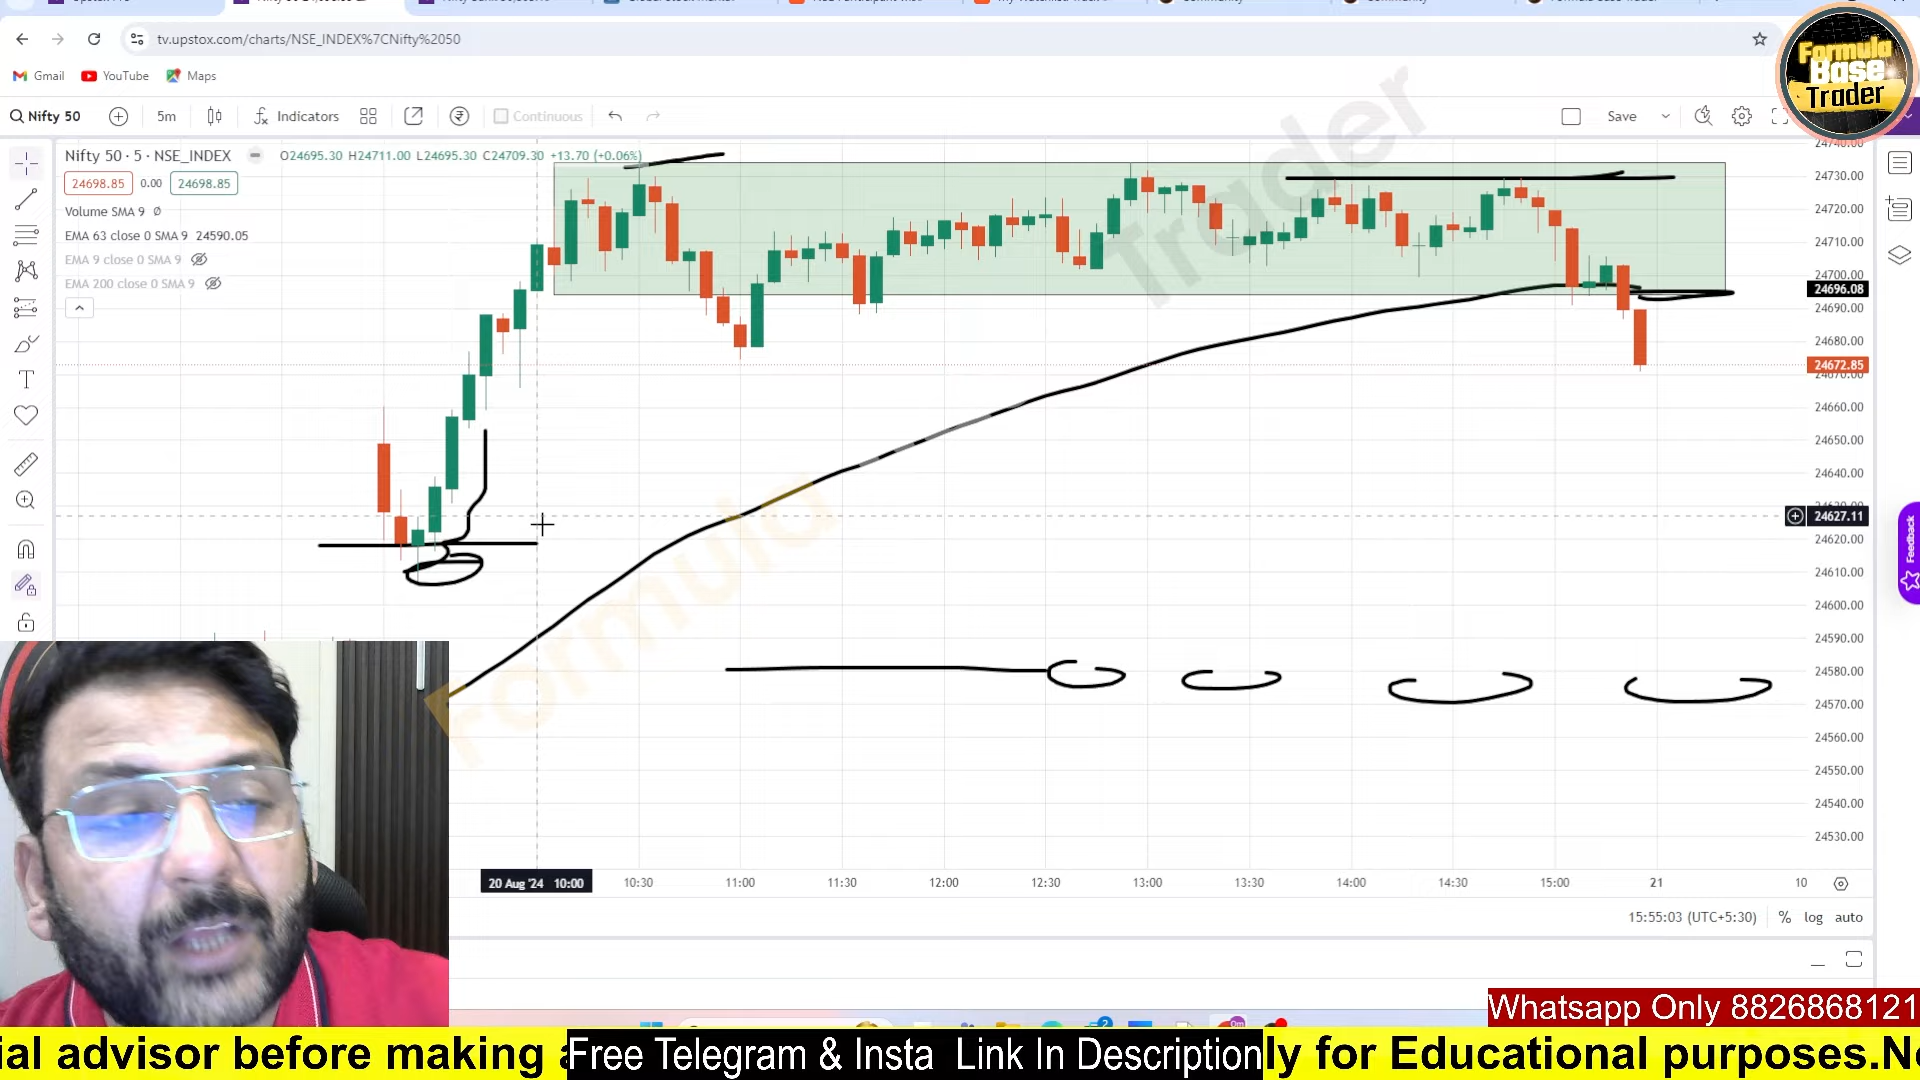 tv.upstox.com/charts/NSE_INDEX%7CNifty%2050
Gmail YouTube Maps
Formula Base Trader
Nifty 50 5m Indicators Continuous Save
Nifty 50 · 5 · NSE_INDEX O24695.30 H24711.00 L24695.30 C24709.30 +13.70 (+0.06%)
24698.85 0.00 24698.85
Volume SMA 9
EMA 63 close 0 SMA 9 24590.05
EMA 9 close 0 SMA 9
EMA 200 close 0 SMA 9
24740.00
24730.00
24720.00
24710.00
24700.00
24696.08
24690.00
24680.00
24672.85
24670.00
24660.00
24650.00
24640.00
24630.00
24627.11
24620.00
24610.00
24600.00
24590.00
24580.00
24570.00
24560.00
24550.00
24540.00
24530.00
Formula Trader
Feedback
20 Aug '24 10:00 10:30 11:00 11:30 12:00 12:30 13:00 13:30 14:00 14:30 15:00 21 10
15:55:03 (UTC+5:30) % log auto
Whatsapp Only 8826868121
ial advisor before making Free Telegram & Insta Link In Description ly for Educational purposes.